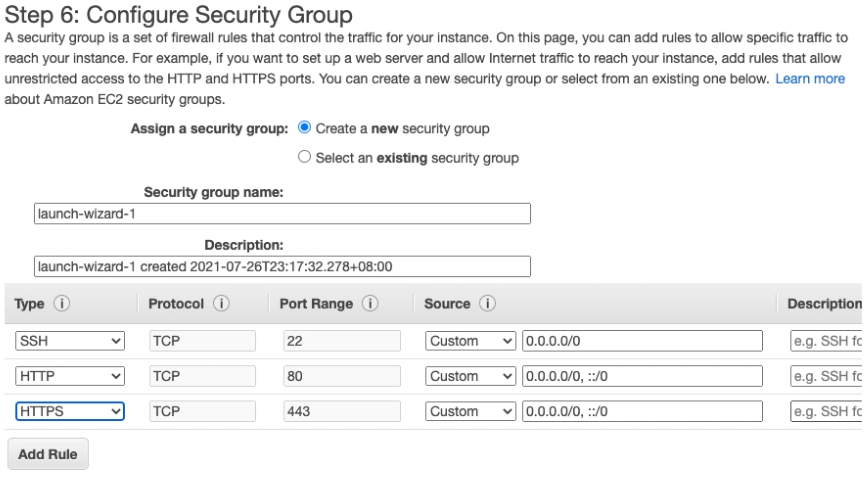 Step 6: Configure Security Group
A security group is a set of firewall rules that control the traffic for your instance. On this page, you can add rules to allow specific traffic to
reach your instance. For example, if you want to set up a web server and allow Internet traffic to reach your instance, add rules that allow
unrestricted access to the HTTP and HTTPS ports. You can create a new security group or select from an existing one below. Learn more
about Amazon EC2 security groups.
Assign a security group: Create a new security group
Select an existing security group
Security group name:
launch-wizard-1
Description:
launch-wizard-1 created 2021-07-26T23:17:32.278+08:00
Type i Protocol i Port Range i Source i Description
SSH TCP 22 Custom 0.0.0.0/0 e.g. SSH fo
HTTP TCP 80 Custom 0.0.0.0/0, ::/0 e.g. SSH fo
HTTPS TCP 443 Custom 0.0.0.0/0, ::/0 e.g. SSH fo
Add Rule